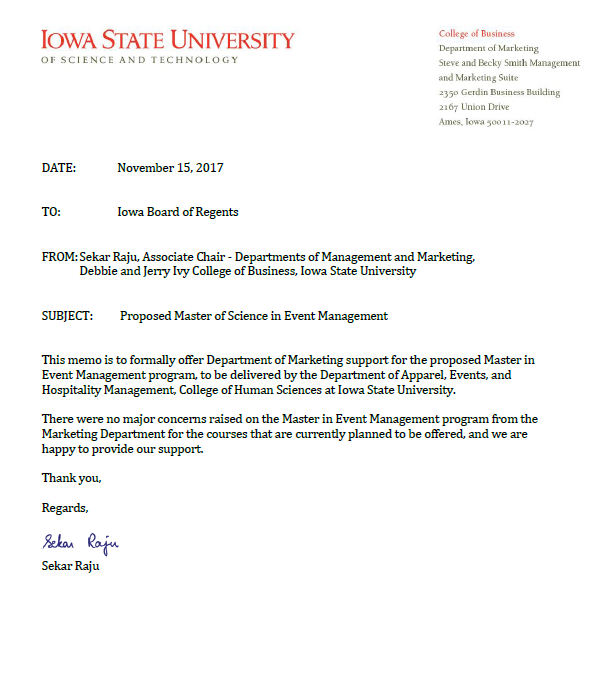 IOWA STATE UNIVERSITY
OF SCIENCE AND TECHNOLOGY
College of Business
Department of Marketing
Steve and Becky Smith Management
and Marketing Suite
2350 Gerdin Business Building
2167 Union Drive
Ames, Iowa 50011-2027
DATE: November 15, 2017
TO: Iowa Board of Regents
FROM: Sekar Raju, Associate Chair - Departments of Management and Marketing,
Debbie and Jerry Ivy College of Business, Iowa State University
SUBJECT: Proposed Master of Science in Event Management
This memo is to formally offer Department of Marketing support for the proposed Master in
Event Management program, to be delivered by the Department of Apparel, Events, and
Hospitality Management, College of Human Sciences at Iowa State University.
There were no major concerns raised on the Master in Event Management program from the
Marketing Department for the courses that are currently planned to be offered, and we are
happy to provide our support.
Thank you,
Regards,
Sekar Raju
Sekar Raju